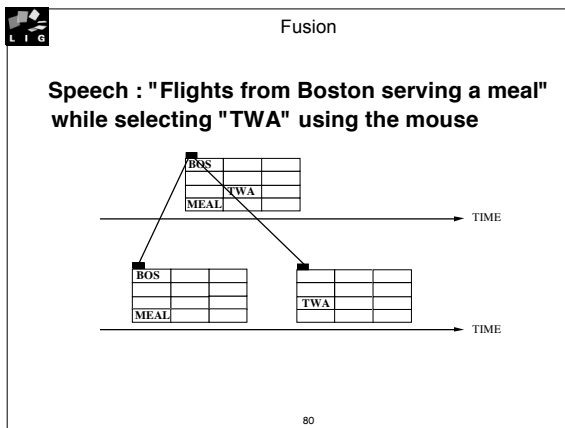 LIG
Fusion
Speech : "Flights from Boston serving a meal"
while selecting "TWA" using the mouse
BOS
TWA
MEAL
TIME
BOS
TWA
MEAL
TIME
80